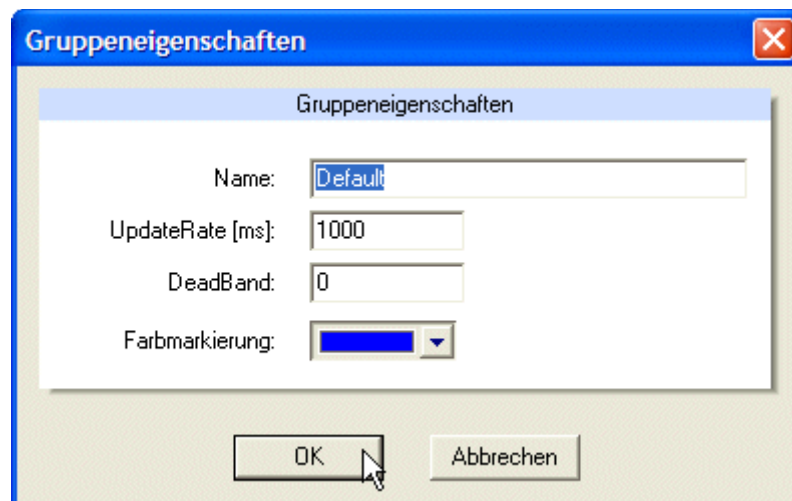 Gruppeneigenschaften
Gruppeneigenschaften
Name: Default
UpdateRate [ms]: 1000
DeadBand: 0
Farbmarkierung:
OK Abbrechen